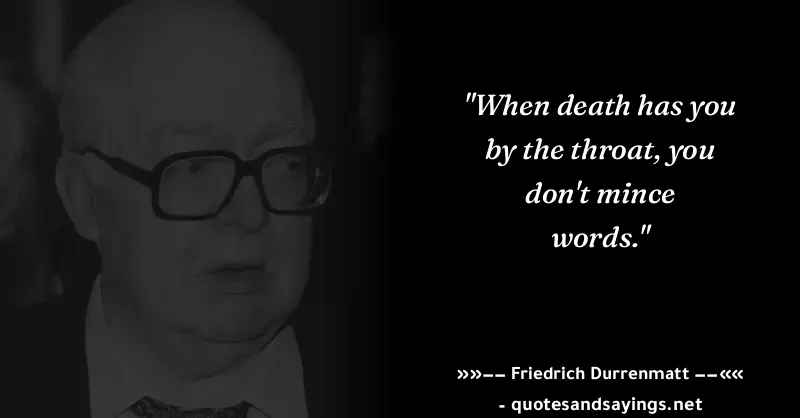 "When death has you
by the throat, you
don't mince
words."
»»–– Friedrich Durrenmatt ––««
- quotesandsayings.net